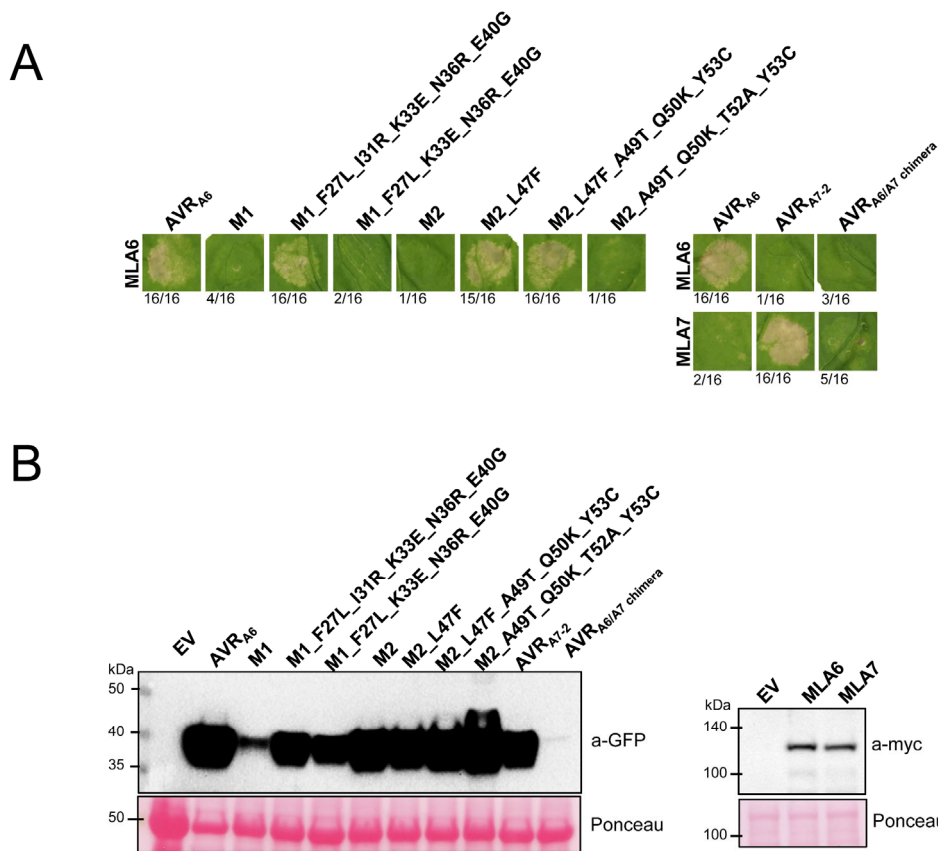 A
AVRA6
M1
M1_F27L_I31R_K33E_N36R_E40G
M1_F27L_K33E_N36R_E40G
M2
M2_L47F
M2_L47F_A49T_Q50K_Y53C
M2_A49T_Q50K_T52A_Y53C
AVRA6
AVRA7-2
AVRA6/A7 chimera
MLA6
16/16 4/16 16/16 2/16 1/16 15/16 16/16 1/16
MLA6
16/16 1/16 3/16
MLA7
2/16 16/16 5/16
B
EV
AVRA6
M1
M1_F27L_I31R_K33E_N36R_E40G
M1_F27L_K33E_N36R_E40G
M2
M2_L47F
M2_L47F_A49T_Q50K_Y53C
M2_A49T_Q50K_T52A_Y53C
AVRA7-2
AVRA6/A7 chimera
kDa
50
40
35
a-GFP
50
Ponceau
EV
MLA6
MLA7
kDa
140
100
a-myc
100
Ponceau